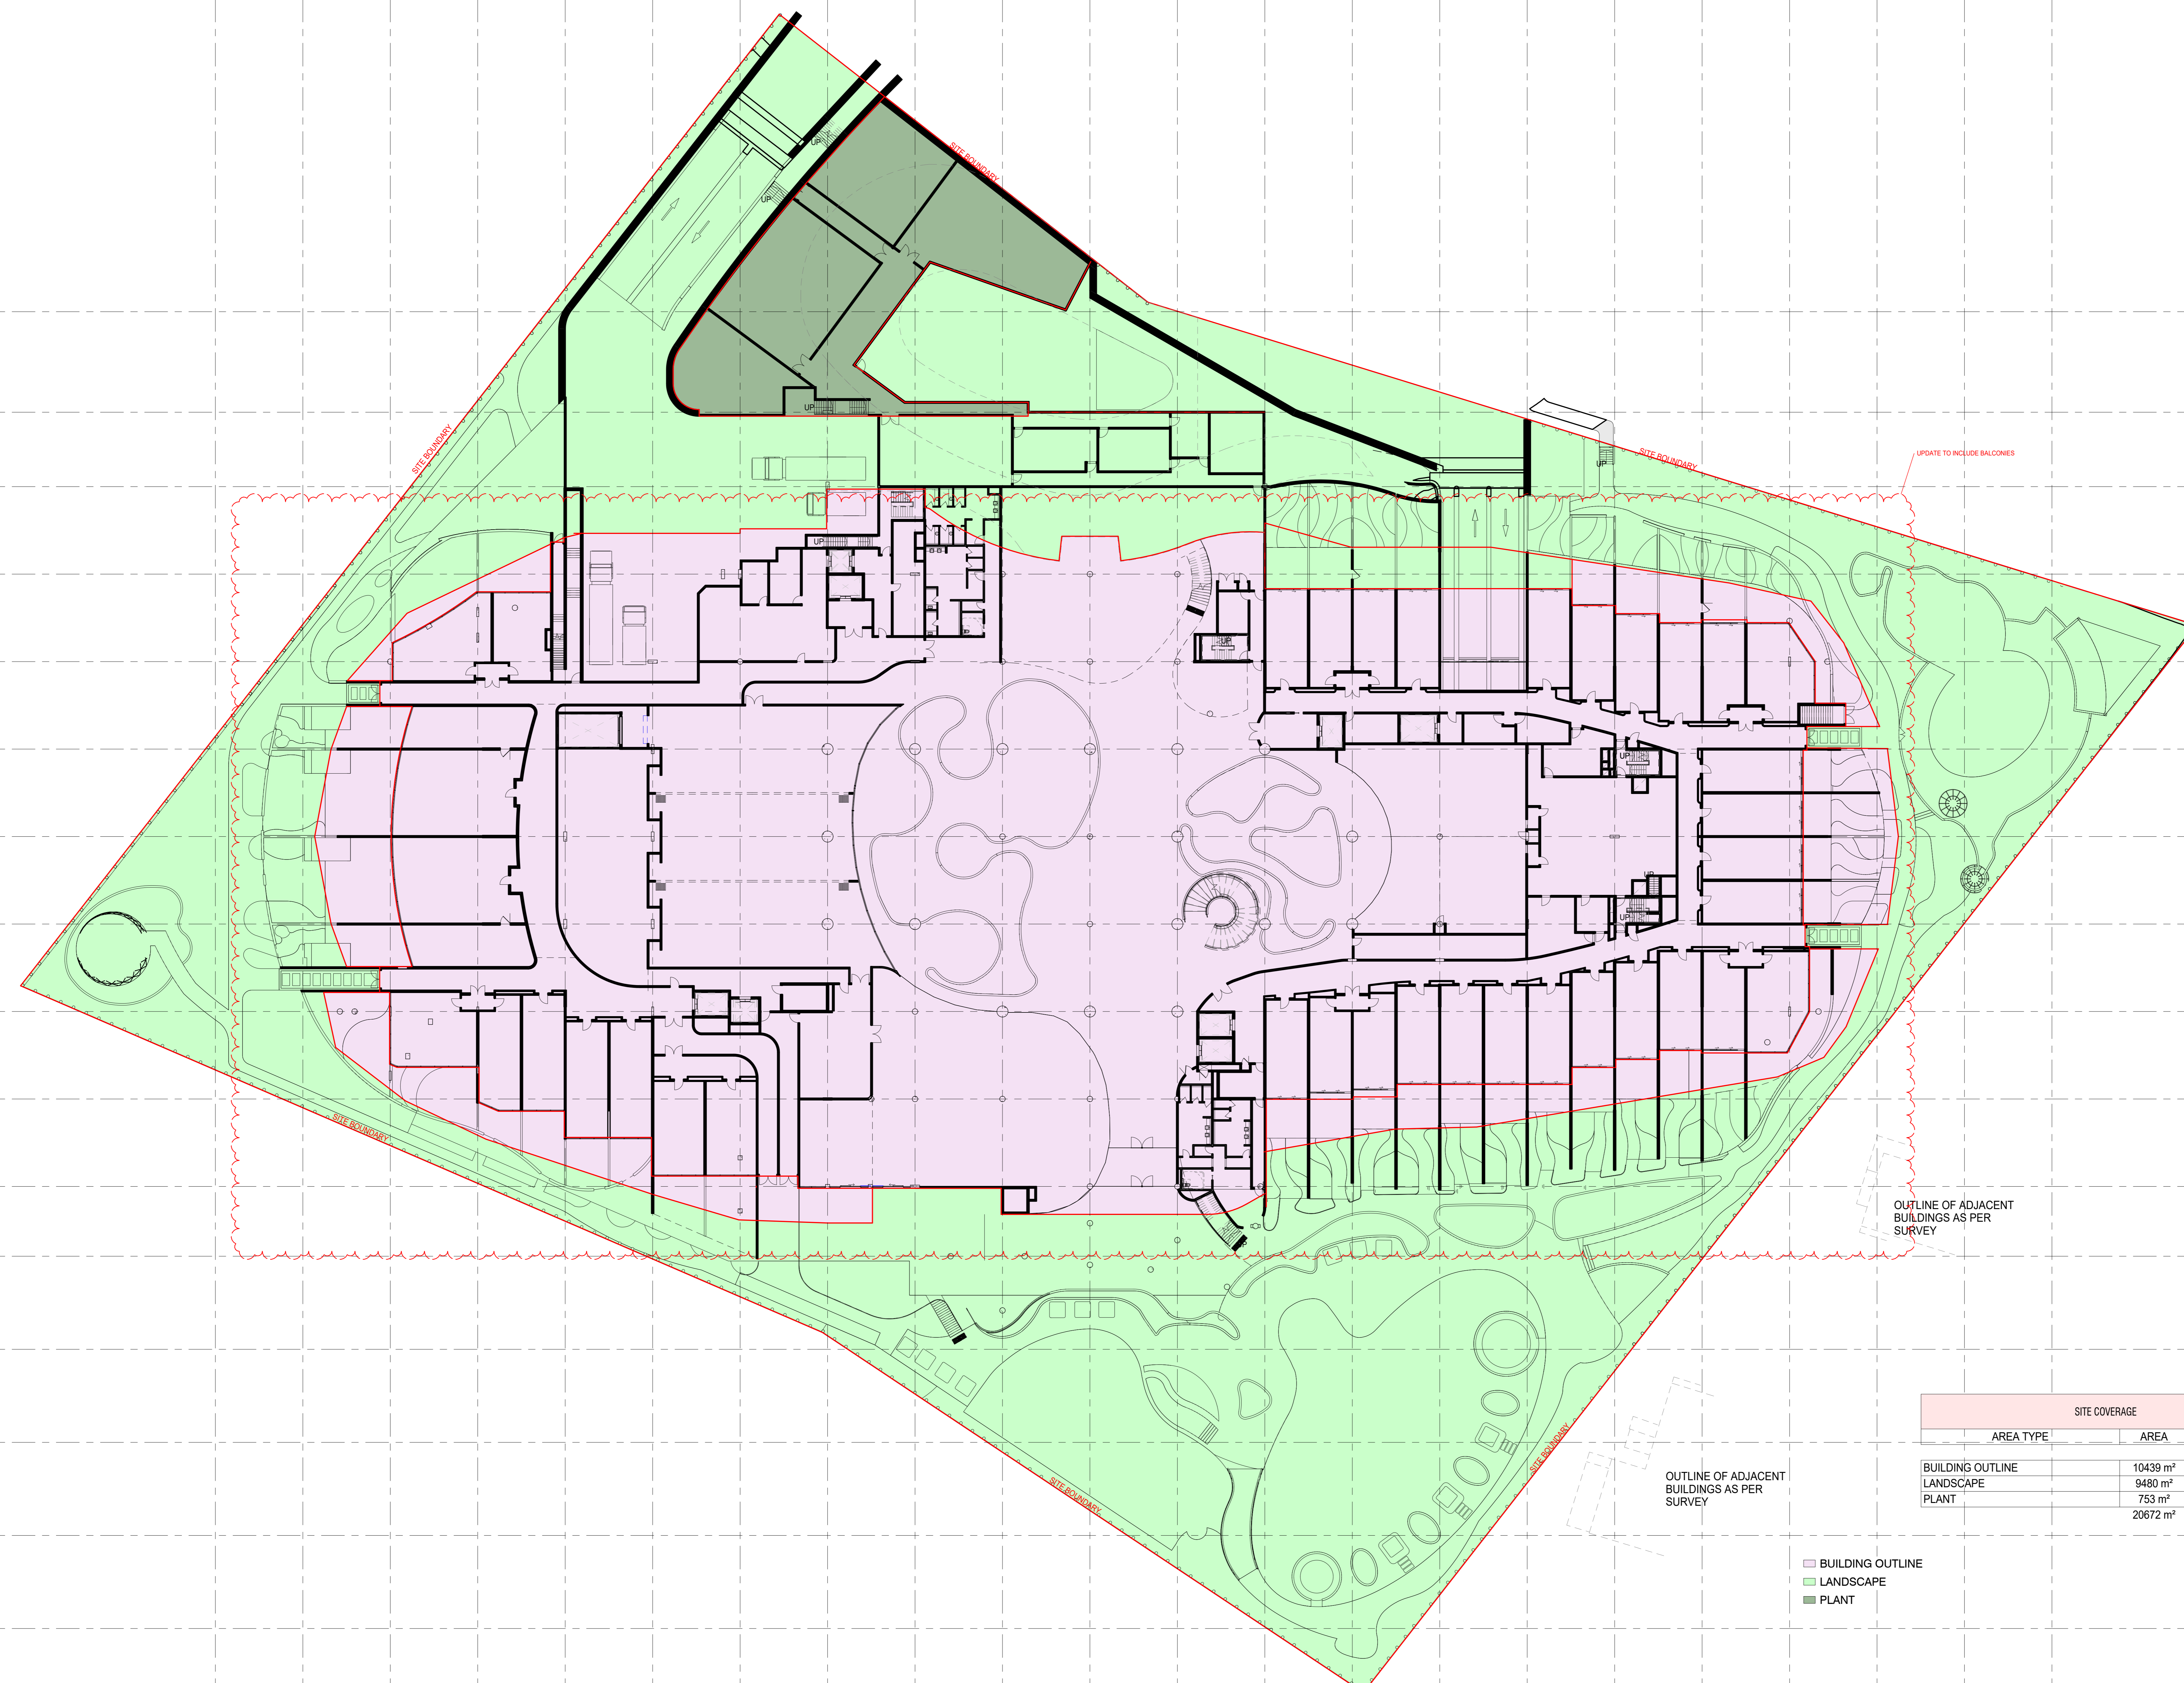 UP
SITE BOUNDARY
UP
UP
SITE BOUNDARY
UPDATE TO INCLUDE BALCONIES
SITE BOUNDARY
UP
UP
UP
UP
UP
UP
SITE BOUNDARY
OUTLINE OF ADJACENT
BUILDINGS AS PER
SURVEY
SITE BOUNDARY
SITE BOUNDARY
OUTLINE OF ADJACENT
BUILDINGS AS PER
SURVEY
SITE COVERAGE
AREA TYPE AREA
BUILDING OUTLINE 10439 m²
LANDSCAPE 9480 m²
PLANT 753 m²
20672 m²
BUILDING OUTLINE
LANDSCAPE
PLANT